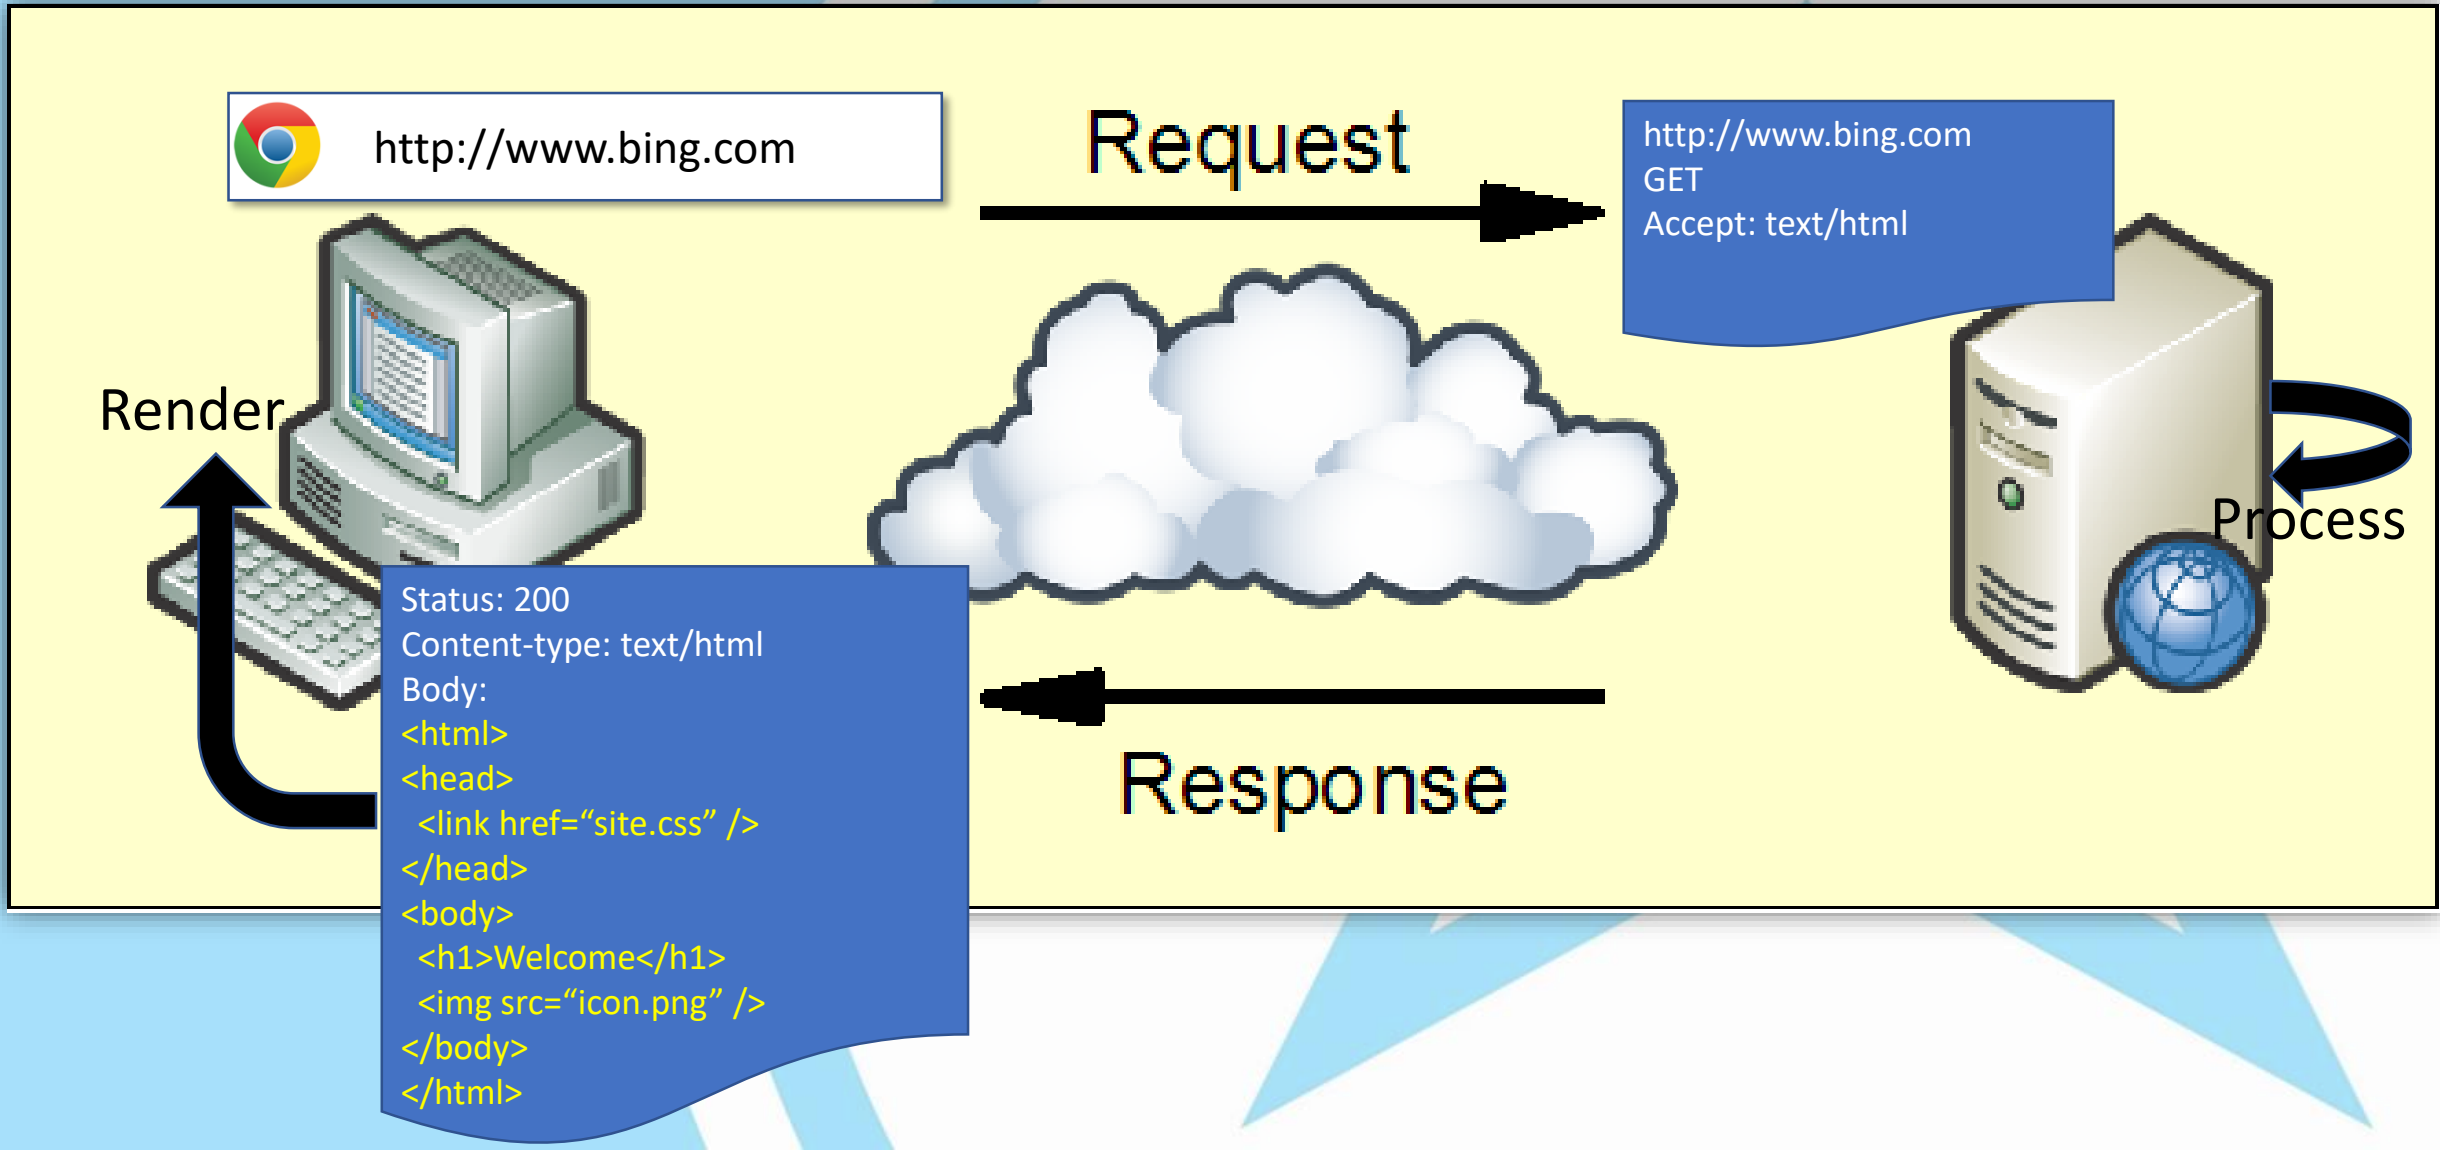 http://www.bing.com
Request
http://www.bing.com
GET
Accept: text/html
Render
Process
Status: 200
Content-type: text/html
Body:
<html>
<head>
<link href=“site.css” />
</head>
<body>
<h1>Welcome</h1>
<img src=“icon.png” />
</body>
</html>
Response